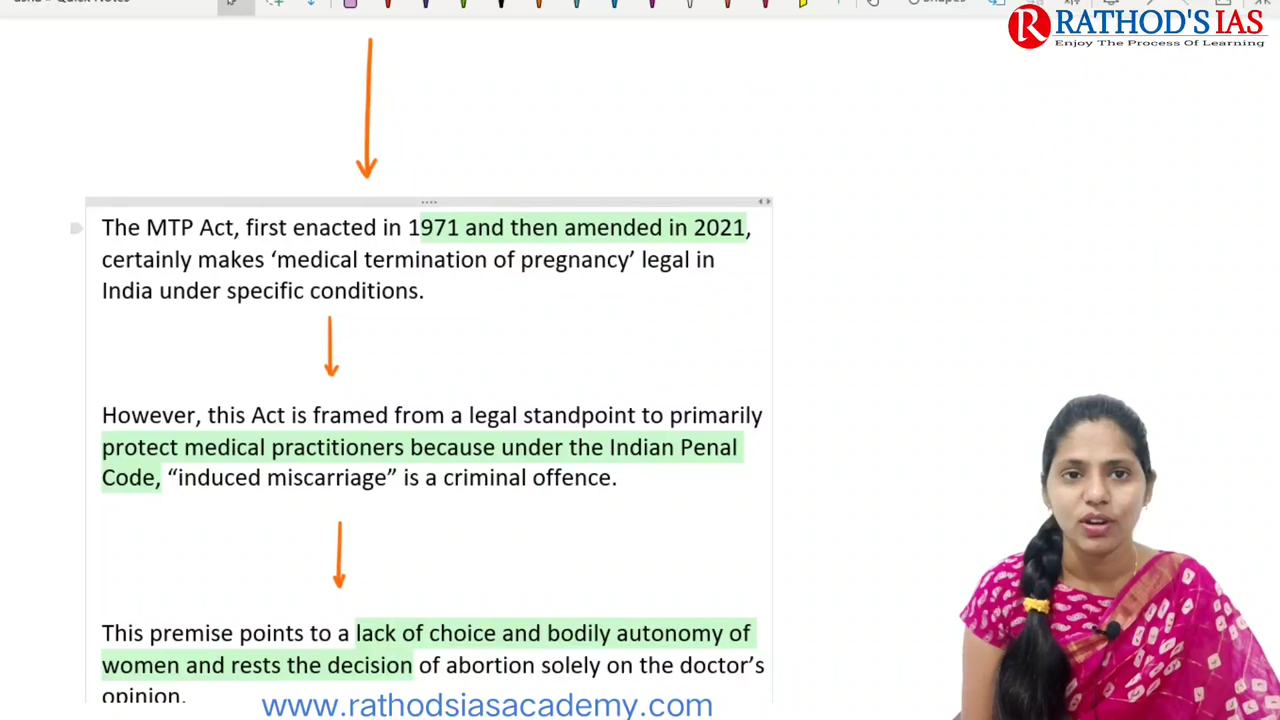 RATHOD'S IAS
Enjoy The Process Of Learning
The MTP Act, first enacted in 1971 and then amended in 2021,
certainly makes ‘medical termination of pregnancy’ legal in
India under specific conditions.
However, this Act is framed from a legal standpoint to primarily
protect medical practitioners because under the Indian Penal
Code, “induced miscarriage” is a criminal offence.
This premise points to a lack of choice and bodily autonomy of
women and rests the decision of abortion solely on the doctor’s
opinion.
www.rathodsiasacademy.com